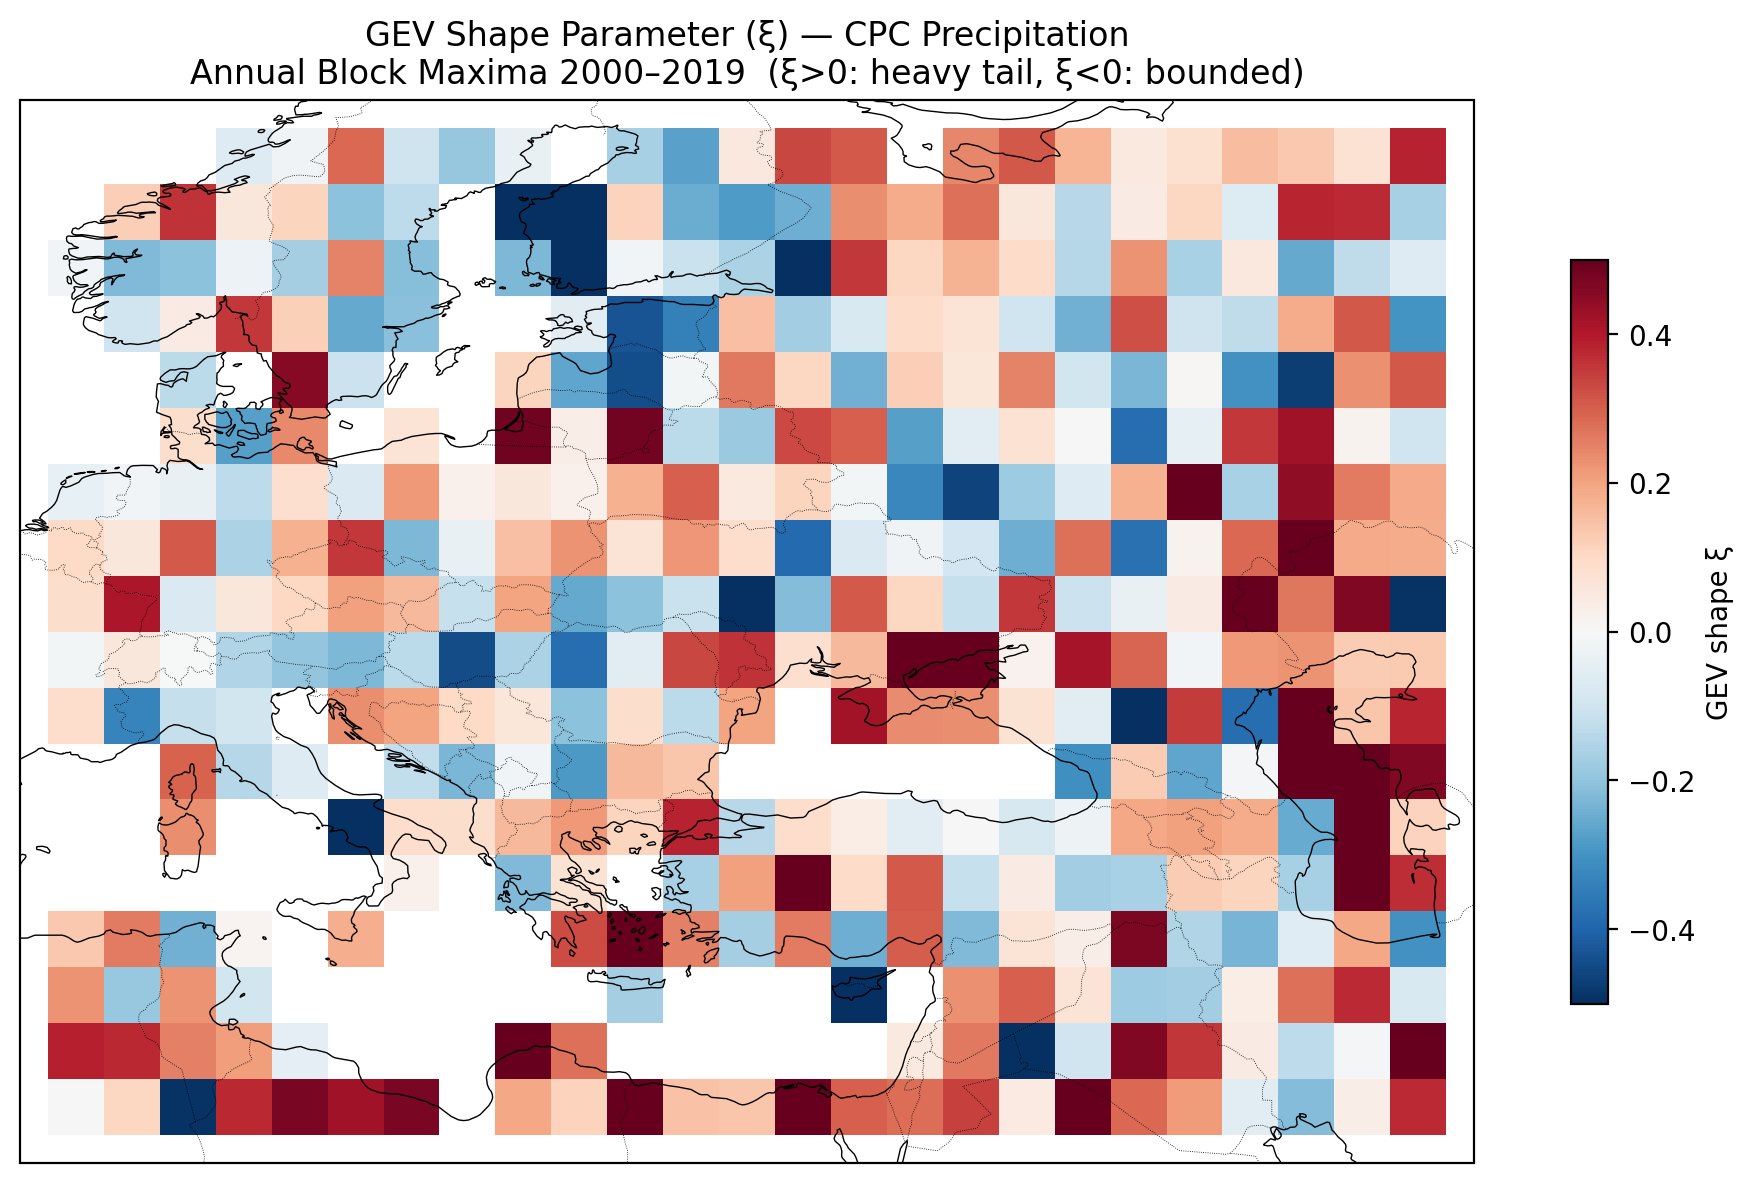 GEV Shape Parameter (ξ) — CPC Precipitation
Annual Block Maxima 2000–2019  (ξ>0: heavy tail, ξ<0: bounded)
0.4
0.2
0.0
−0.2
−0.4
GEV shape ξ